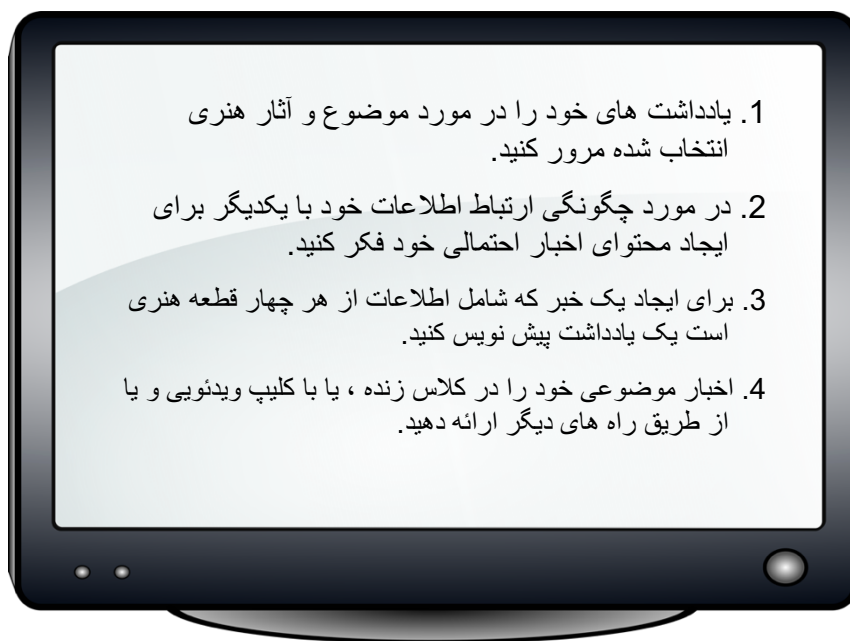 1. یادداشت های خود را در مورد موضوع و آثار هنری
انتخاب شده مرور کنید.
2. در مورد چگونگی ارتباط اطلاعات خود با یکدیگر برای
ایجاد محتوای اخبار احتمالی خود فکر کنید.
3. برای ایجاد یک خبر که شامل اطلاعات از هر چهار قطعه هنری
است یک یادداشت پیش نویس کنید.
4. اخبار موضوعی خود را در کلاس زنده ، یا با کلیپ ویدئویی و یا
از طریق راه های دیگر ارائه دهید.